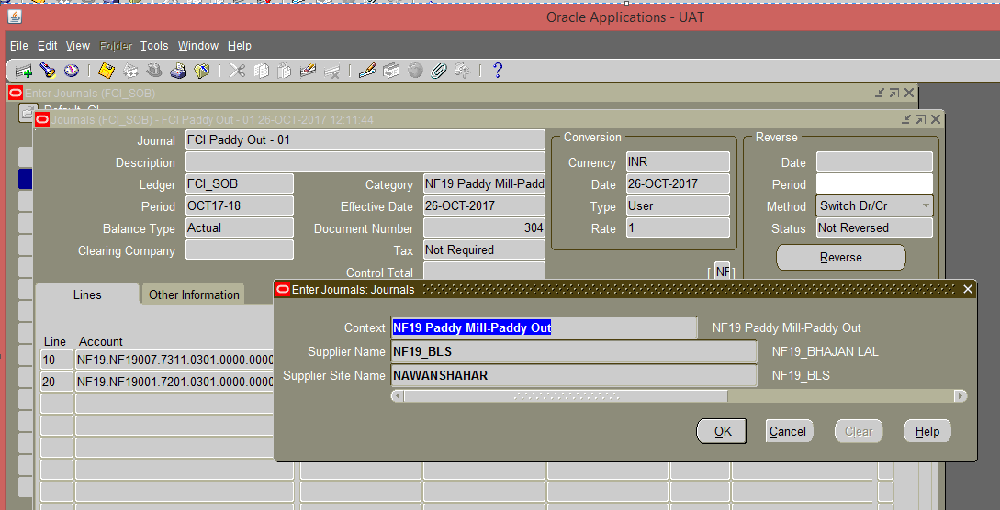 Oracle Applications - UAT
File Edit View Folder Tools Window Help
Enter Journals (FCI_SOB)
Journals (FCI_SOB) - FCI Paddy Out - 01 26-OCT-2017 12:11:44
Journal FCI Paddy Out - 01
Description
Ledger FCI_SOB Category NF19 Paddy Mill-Padd
Period OCT17-18 Effective Date 26-OCT-2017
Balance Type Actual Document Number 304
Clearing Company Tax Not Required
Control Total
Conversion
Currency INR
Date 26-OCT-2017
Type User
Rate 1
Reverse
Date
Period
Method Switch Dr/Cr
Status Not Reversed
Reverse
[ NF ]
Lines Other Information
Line Account
10 NF19.NF19007.7311.0301.0000.0000
20 NF19.NF19001.7201.0301.0000.0000
Enter Journals: Journals
Context NF19 Paddy Mill-Paddy Out NF19 Paddy Mill-Paddy Out
Supplier Name NF19_BLS NF19_BHAJAN LAL
Supplier Site Name NAWANSHAHAR NF19_BLS
OK Cancel Clear Help